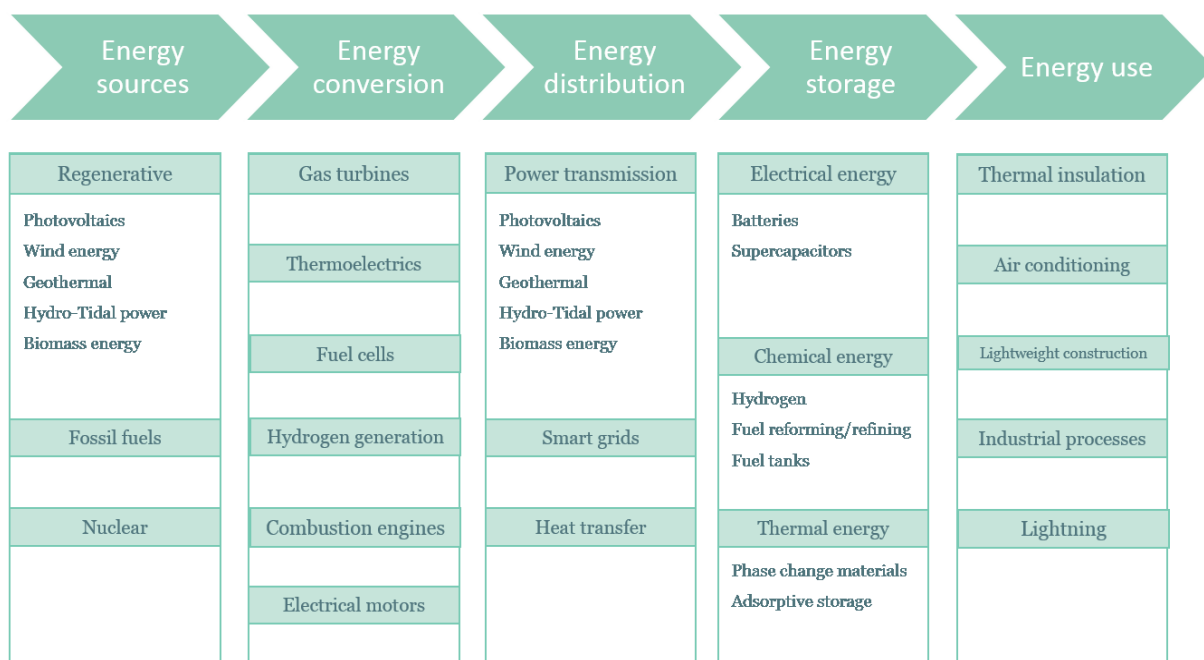 Energy
sources
Energy
conversion
Energy
distribution
Energy
storage
Energy use
Regenerative
Photovoltaics
Wind energy
Geothermal
Hydro-Tidal power
Biomass energy
Fossil fuels
Nuclear
Gas turbines
Thermoelectrics
Fuel cells
Hydrogen generation
Combustion engines
Electrical motors
Power transmission
Photovoltaics
Wind energy
Geothermal
Hydro-Tidal power
Biomass energy
Smart grids
Heat transfer
Electrical energy
Batteries
Supercapacitors
Chemical energy
Hydrogen
Fuel reforming/refining
Fuel tanks
Thermal energy
Phase change materials
Adsorptive storage
Thermal insulation
Air conditioning
Lightweight construction
Industrial processes
Lightning